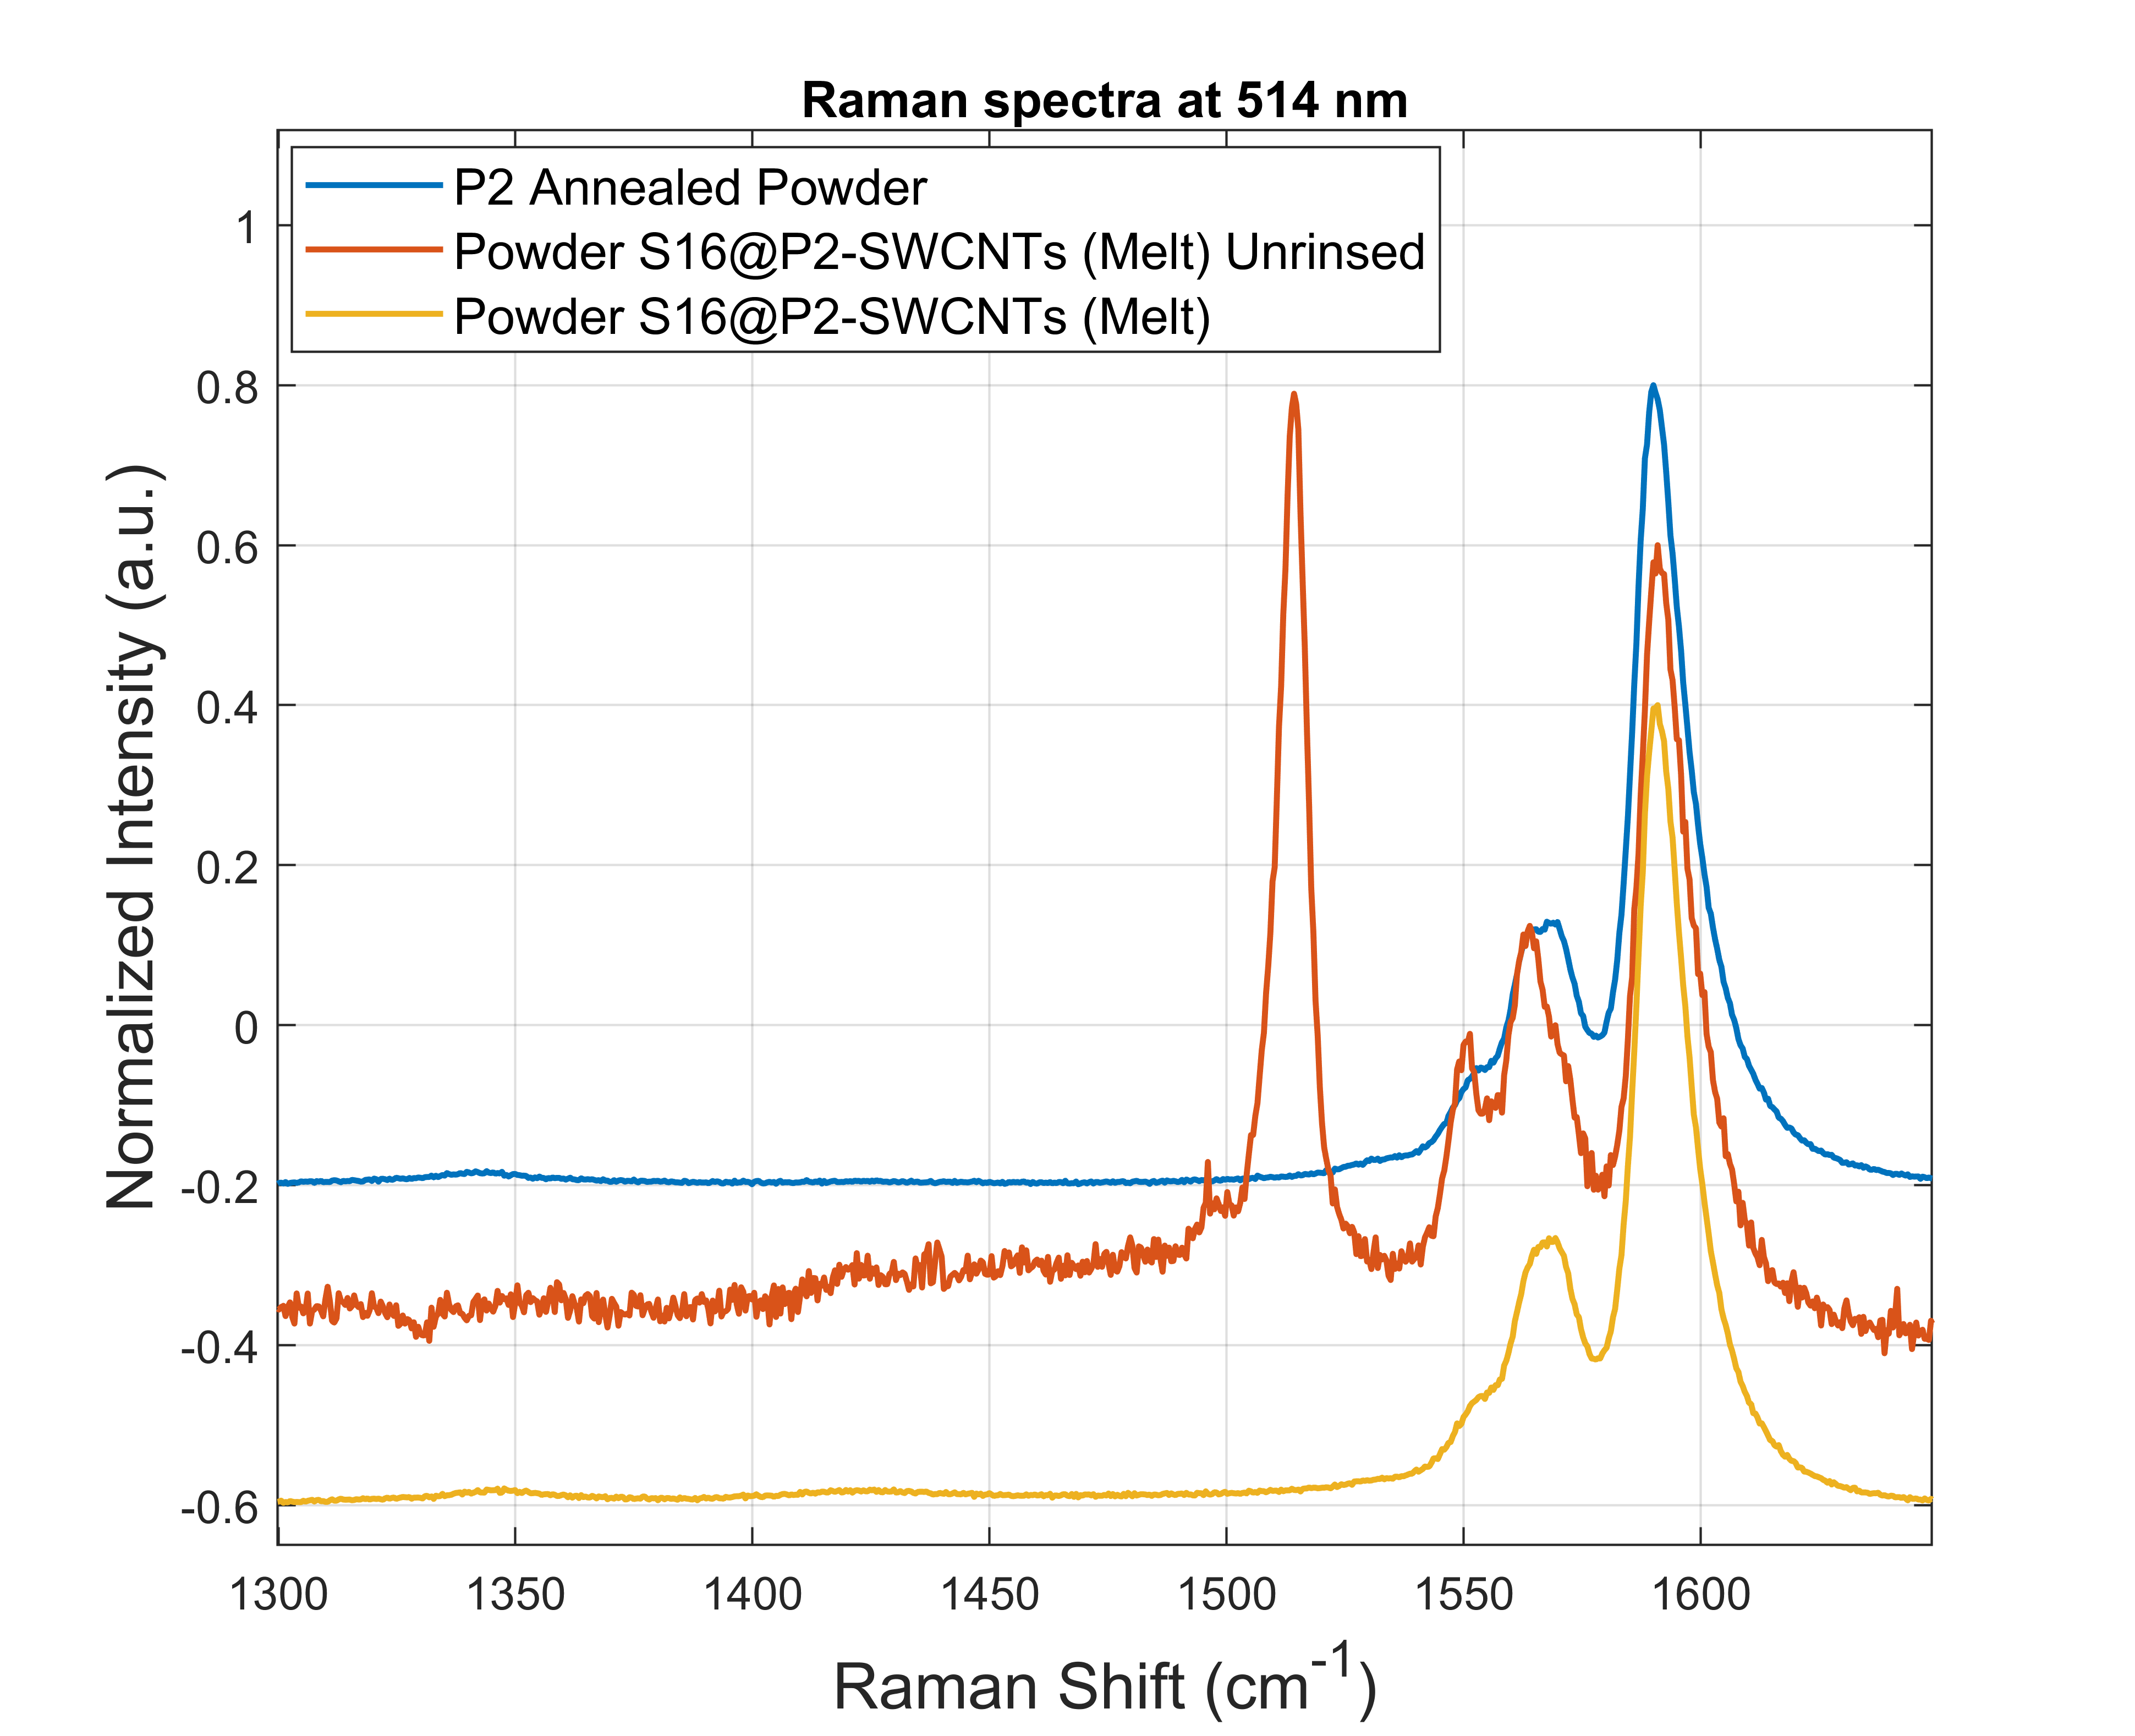 Raman spectra at 514 nm
P2 Annealed Powder
Powder S16@P2-SWCNTs (Melt) Unrinsed
Powder S16@P2-SWCNTs (Melt)
1
0.8
0.6
0.4
0.2
0
-0.2
-0.4
-0.6
Normalized Intensity (a.u.)
1300 1350 1400 1450 1500 1550 1600
Raman Shift (cm-1)